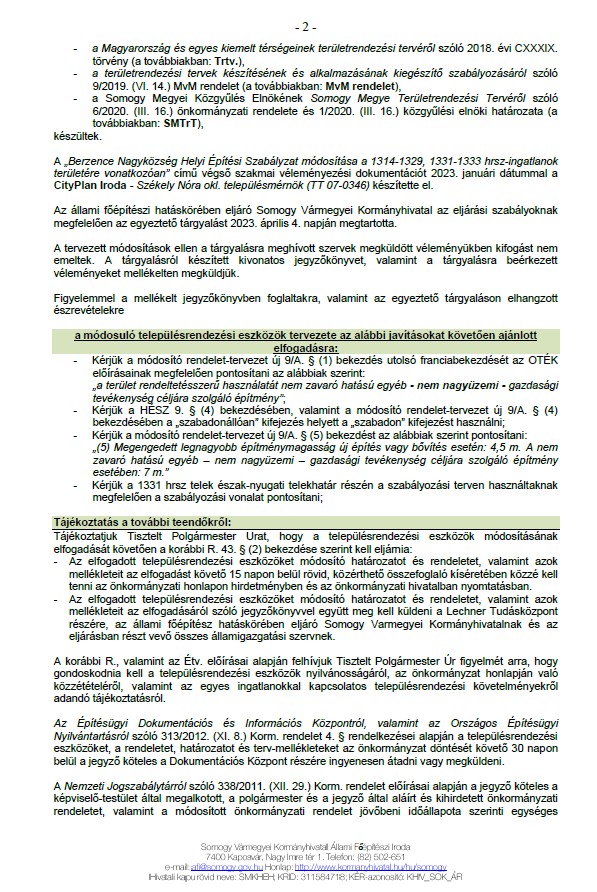 - 2 -
- a Magyarország és egyes kiemelt térségeinek területrendezési tervéről szóló 2018. évi CXXXIX.
törvény (a továbbiakban: Trtv.),
- a területrendezési tervek készítésének és alkalmazásának kiegészítő szabályozásáról szóló
9/2019. (VI. 14.) MvM rendelet (a továbbiakban: MvM rendelet),
- a Somogy Megyei Közgyűlés Elnökének Somogy Megye Területrendezési Tervéről szóló
6/2020. (III. 16.) önkormányzati rendelete és 1/2020. (III. 16.) közgyűlési elnöki határozata (a
továbbiakban: SMTrT),
készültek.
A „Berzence Nagyközség Helyi Építési Szabályzat módosítása a 1314-1329, 1331-1333 hrsz-ingatlanok
területére vonatkozóan” című végső szakmai véleményezési dokumentációt 2023. januári dátummal a
CityPlan Iroda - Székely Nóra okl. településmérnök (TT 07-0346) készítette el.
Az állami főépítészi hatáskörében eljáró Somogy Vármegyei Kormányhivatal az eljárási szabályoknak
megfelelően az egyeztető tárgyalást 2023. április 4. napján megtartotta.
A tervezett módosítások ellen a tárgyalásra meghívott szervek megküldött véleményükben kifogást nem
emeltek. A tárgyalásról készített kivonatos jegyzőkönyvet, valamint a tárgyalásra beérkezett
véleményeket mellékelten megküldjük.
Figyelemmel a mellékelt jegyzőkönyvben foglaltakra, valamint az egyeztető tárgyaláson elhangzott
észrevételekre
a módosuló településrendezési eszközök tervezete az alábbi javításokat követően ajánlott
elfogadásra:
- Kérjük a módosító rendelet-tervezet új 9/A. § (1) bekezdés utolsó franciabekezdését az OTÉK
előírásainak megfelelően pontosítani az alábbiak szerint:
„a terület rendeltetésszerű használatát nem zavaró hatású egyéb - nem nagyüzemi - gazdasági
tevékenység céljára szolgáló építmény”;
- Kérjük a HÉSZ 9. § (4) bekezdésében, valamint a módosító rendelet-tervezet új 9/A. § (4)
bekezdésében a „szabadonállóan” kifejezés helyett a „szabadon” kifejezést használni;
- Kérjük a módosító rendelet-tervezet új 9/A. § (5) bekezdést az alábbiak szerint pontosítani:
„(5) Megengedett legnagyobb építménymagasság új építés vagy bővítés esetén: 4,5 m. A nem
zavaró hatású egyéb – nem nagyüzemi – gazdasági tevékenység céljára szolgáló építmény
esetében: 7 m.”
- Kérjük a 1331 hrsz telek észak-nyugati telekhatár részén a szabályozási terven használtaknak
megfelelően a szabályozási vonalat pontosítani;
Tájékoztatás a további teendőkről:
Tájékoztatjuk Tisztelt Polgármester Urat, hogy a településrendezési eszközök módosításának
elfogadását követően a korábbi R. 43. § (2) bekezdése szerint kell eljárnia:
- Az elfogadott településrendezési eszközöket módosító határozatot és rendeletet, valamint azok
mellékleteit az elfogadást követő 15 napon belül rövid, közérthető összefoglaló kíséretében közzé kell
tenni az önkormányzati honlapon hirdetményben és az önkormányzati hivatalban nyomtatásban.
- Az elfogadott településrendezési eszközöket módosító határozatot és rendeletet, valamint azok
mellékleteit az elfogadásáról szóló jegyzőkönyvvel együtt meg kell küldeni a Lechner Tudásközpont
részére, az állami főépítész hatáskörében eljáró Somogy Varmegyei Kormányhivatalnak és az
eljárásban részt vevő összes államigazgatási szervnek.
A korábbi R., valamint az Étv. előírásai alapján felhívjuk Tisztelt Polgármester Úr figyelmét arra, hogy
gondoskodnia kell a településrendezési eszközök nyilvánosságáról, az önkormányzat honlapján való
közzétételéről, valamint az egyes ingatlanokkal kapcsolatos településrendezési követelményekről
adandó tájékoztatásról.
Az Építésügyi Dokumentációs és Információs Központról, valamint az Országos Építésügyi
Nyilvántartásról szóló 313/2012. (XI. 8.) Korm. rendelet 4. § rendelkezései alapján a településrendezési
eszközöket, a rendeletet, határozatot és terv-mellékleteket az önkormányzat döntését követő 30 napon
belül a jegyző köteles a Dokumentációs Központ részére ingyenesen átadni vagy megküldeni.
A Nemzeti Jogszabálytárról szóló 338/2011. (XII. 29.) Korm. rendelet előírásai alapján a jegyző köteles a
képviselő-testület által megalkotott, a polgármester és a jegyző által aláírt és kihirdetett önkormányzati
rendeletet, valamint a módosított önkormányzati rendelet jövőbeni időállapota szerinti egységes
Somogy Vármegyei Kormányhivatal Állami Főépítészi Iroda
7400 Kaposvár, Nagy Imre tér 1. Telefon: (82) 502-651
e-mail: afi@somogy.gov.hu Honlap: http://www.kormanyhivatal.hu/hu/somogy
Hivatali kapu rövid neve: SMKHEH; KRID: 311584718; KÉR-azonosító: KHIV_SOK_ÁFI